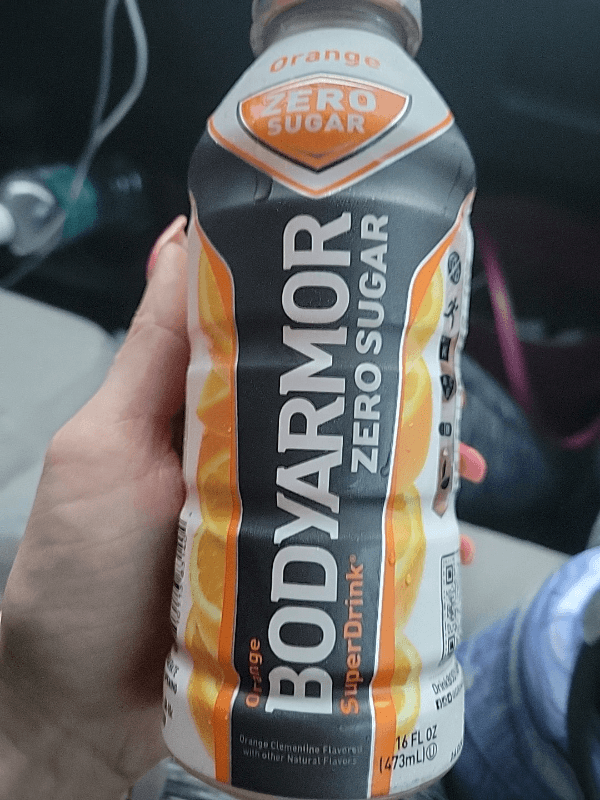 Orange
ZERO
SUGAR
BODYARMOR
ZERO SUGAR
Orange
SuperDrink
Orange Clementine Flavored
with other Natural Flavors
16 FL OZ
(473mL)